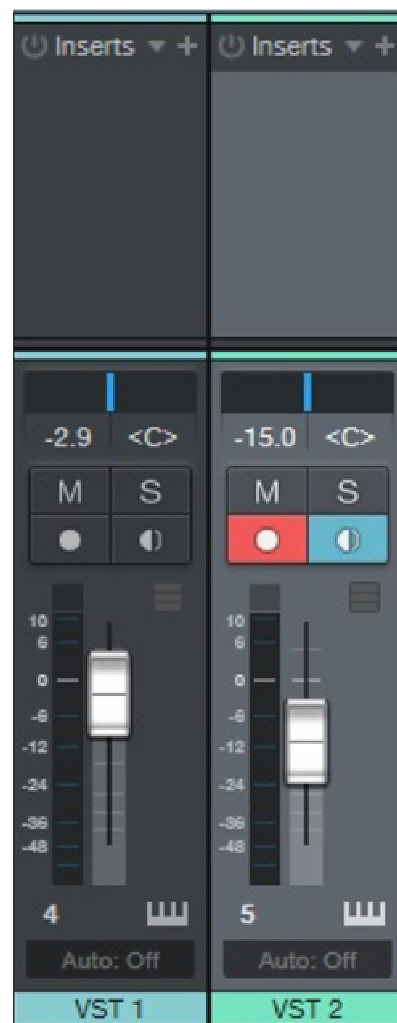 Inserts
Inserts
-2.9 <C>
-15.0 <C>
M S
M S
10
6
0
-6
-12
-24
-36
-48
10
6
0
-6
-12
-24
-36
-48
4
5
Auto: Off
Auto: Off
VST 1
VST 2